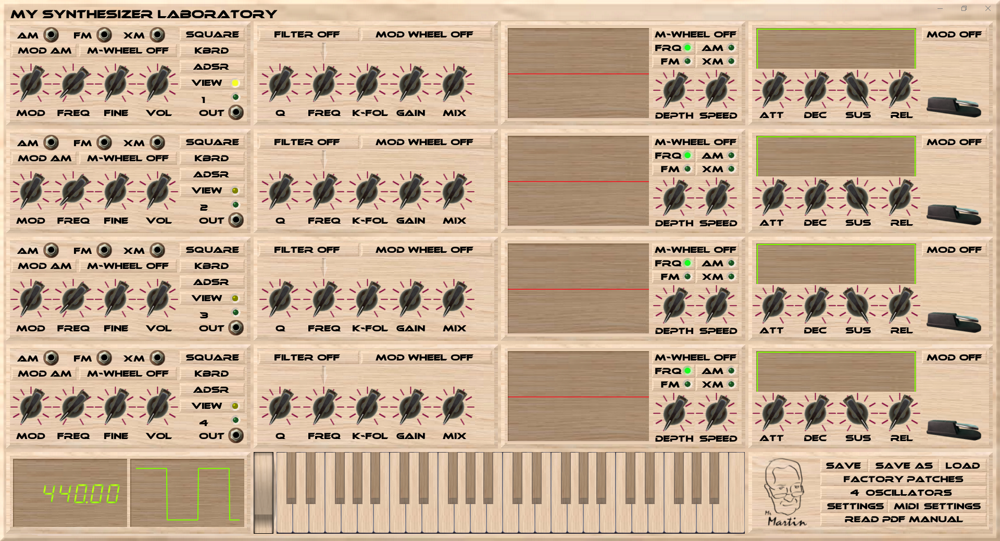 MY SYNTHESIZER LABORATORY
AM FM XM SQUARE FILTER OFF MOD WHEEL OFF M-WHEEL OFF MOD OFF
MOD AM M-WHEEL OFF KBRD FRQ AM
ADSR FM XM
VIEW
1
MOD FREQ FINE VOL OUT Q FREQ K-FOL GAIN MIX DEPTH SPEED ATT DEC SUS REL
AM FM XM SQUARE FILTER OFF MOD WHEEL OFF M-WHEEL OFF MOD OFF
MOD AM M-WHEEL OFF KBRD FRQ AM
ADSR FM XM
VIEW
2
MOD FREQ FINE VOL OUT Q FREQ K-FOL GAIN MIX DEPTH SPEED ATT DEC SUS REL
AM FM XM SQUARE FILTER OFF MOD WHEEL OFF M-WHEEL OFF MOD OFF
MOD AM M-WHEEL OFF KBRD FRQ AM
ADSR FM XM
VIEW
3
MOD FREQ FINE VOL OUT Q FREQ K-FOL GAIN MIX DEPTH SPEED ATT DEC SUS REL
AM FM XM SQUARE FILTER OFF MOD WHEEL OFF M-WHEEL OFF MOD OFF
MOD AM M-WHEEL OFF KBRD FRQ AM
ADSR FM XM
VIEW
4
MOD FREQ FINE VOL OUT Q FREQ K-FOL GAIN MIX DEPTH SPEED ATT DEC SUS REL
440.00
Mr Martin
SAVE SAVE AS LOAD
FACTORY PATCHES
4 OSCILLATORS
SETTINGS MIDI SETTINGS
READ PDF MANUAL